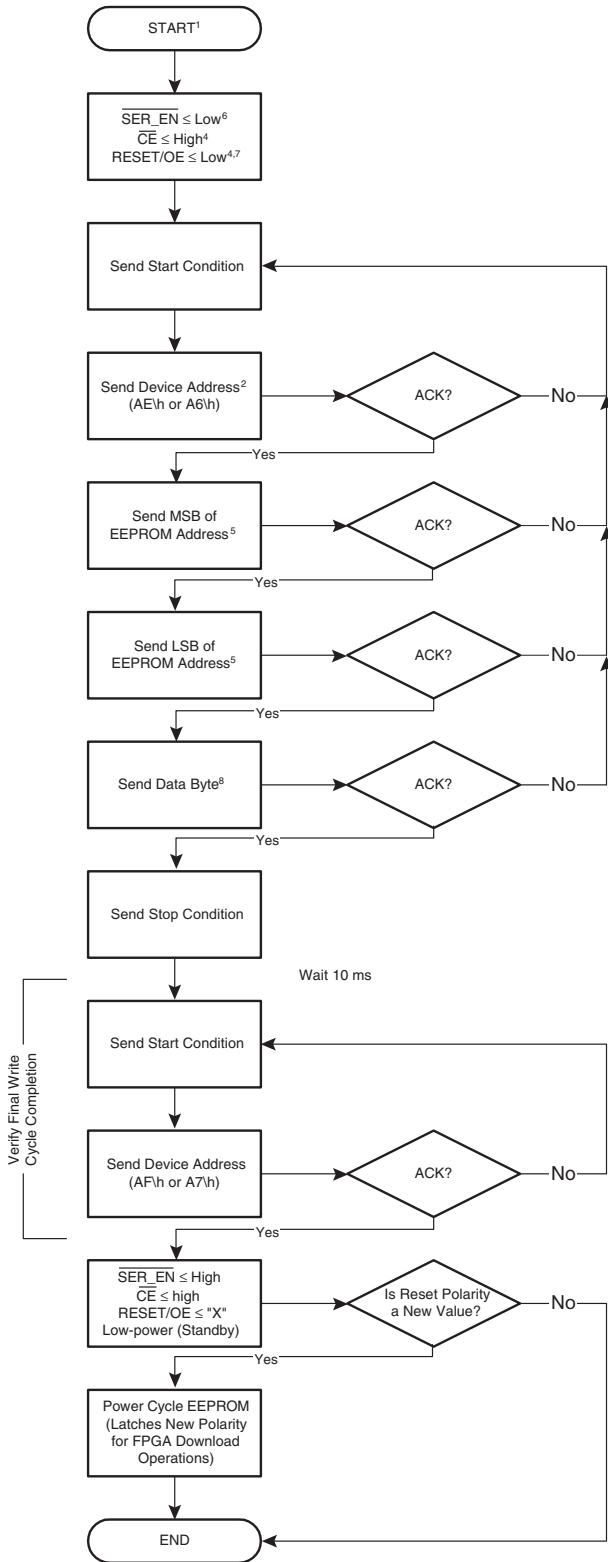 START¹
SER_EN ≤ Low⁶
CE ≤ High⁴
RESET/OE ≤ Low⁴,⁷
Send Start Condition
Send Device Address²
(AE\h or A6\h)
ACK?
No
Yes
Send MSB of
EEPROM Address⁵
ACK?
No
Yes
Send LSB of
EEPROM Address⁵
ACK?
No
Yes
Send Data Byte⁸
ACK?
No
Yes
Send Stop Condition
Wait 10 ms
Verify Final Write
Cycle Completion
Send Start Condition
Send Device Address
(AF\h or A7\h)
ACK?
No
Yes
SER_EN ≤ High
CE ≤ high
RESET/OE ≤ "X"
Low-power (Standby)
Is Reset Polarity
a New Value?
No
Yes
Power Cycle EEPROM
(Latches New Polarity
for FPGA Download
Operations)
END